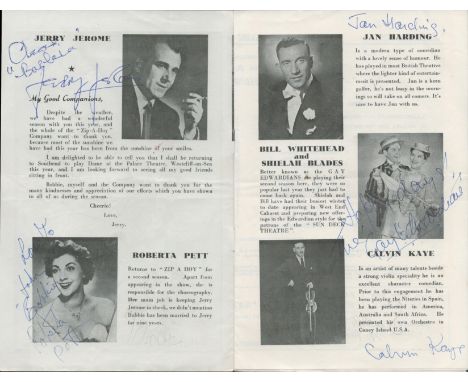 JERRY JEROME
My Good Companions,
Despite the weather,
we have had a wonderful
season with you this year, and
the whole of the "Zip-A-Boy"
Company want to thank you,
because most of the sunshine we
have had this year has been from the sunshine of your smiles.
I am delighted to be able to tell you that I shall be returning
to Southend to play Dame at the Palace Theatre, Westcliff-on-Sea
this year, and I am looking forward to seeing all my good friends
sitting in front.
Bobbie, myself and the Company want to thank you for the
many kindnesses and appreciation of our efforts which you have shown
to all of us during the season.
Cheerio!
Love,
Jerry.
ROBERTA PETT
Returns to "ZIP A BOY" for
a second season. Apart from
appearing in the show, she is
responsible for the choreography.
Her main job is keeping Jerry
Jerome in check, we didn't mention
Bobbie has been married to Jerry
for nine years.
Jan Harding
JAN HARDING
Is a modern type of comedian
with a lovely sense of humour. He
has played in most British Theatres
where the lighter kind of entertain-
ment is presented. Jan is a keen
golfer, he's not lousy in the morn-
ings so will take on all comers. It's
nice to have Jan with us.
BILL WHITEHEAD and
SHIELAH BLADES
Better known as the GAY
EDWARDIANS are playing their
second season here, they were so
popular last year they just had to
come back again. Shielah and
Bill have had their busiest winter
to date appearing in West End
Cabaret and preparing new offer-
ings in the Edwardian style for the
patrons of the "SUN DECK
THEATRE".
CALVIN KAYE
Is an artist of many talents beside
a strong violin speciality he is an
excellent character comedian.
Prior to this engagement he has
been playing the Niteries in Spain,
he has performed in America,
Australia and South Africa. He
presented his own Orchestra in
Coney Island U.S.A.
Calvin Kaye